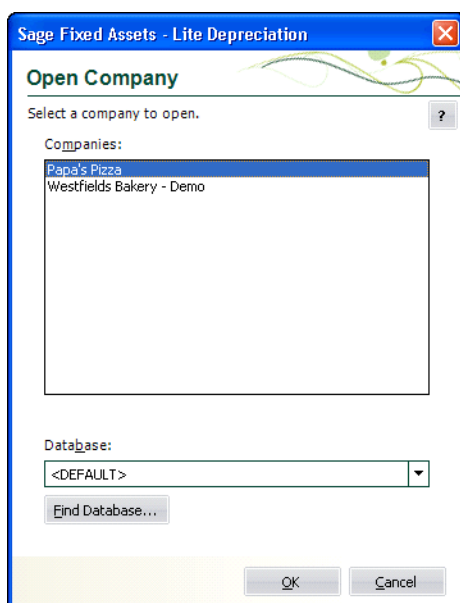 Sage Fixed Assets - Lite Depreciation
Open Company
Select a company to open.
?
Companies:
Papa's Pizza
Westfields Bakery - Demo
Database:
<DEFAULT>
Find Database...
OK
Cancel